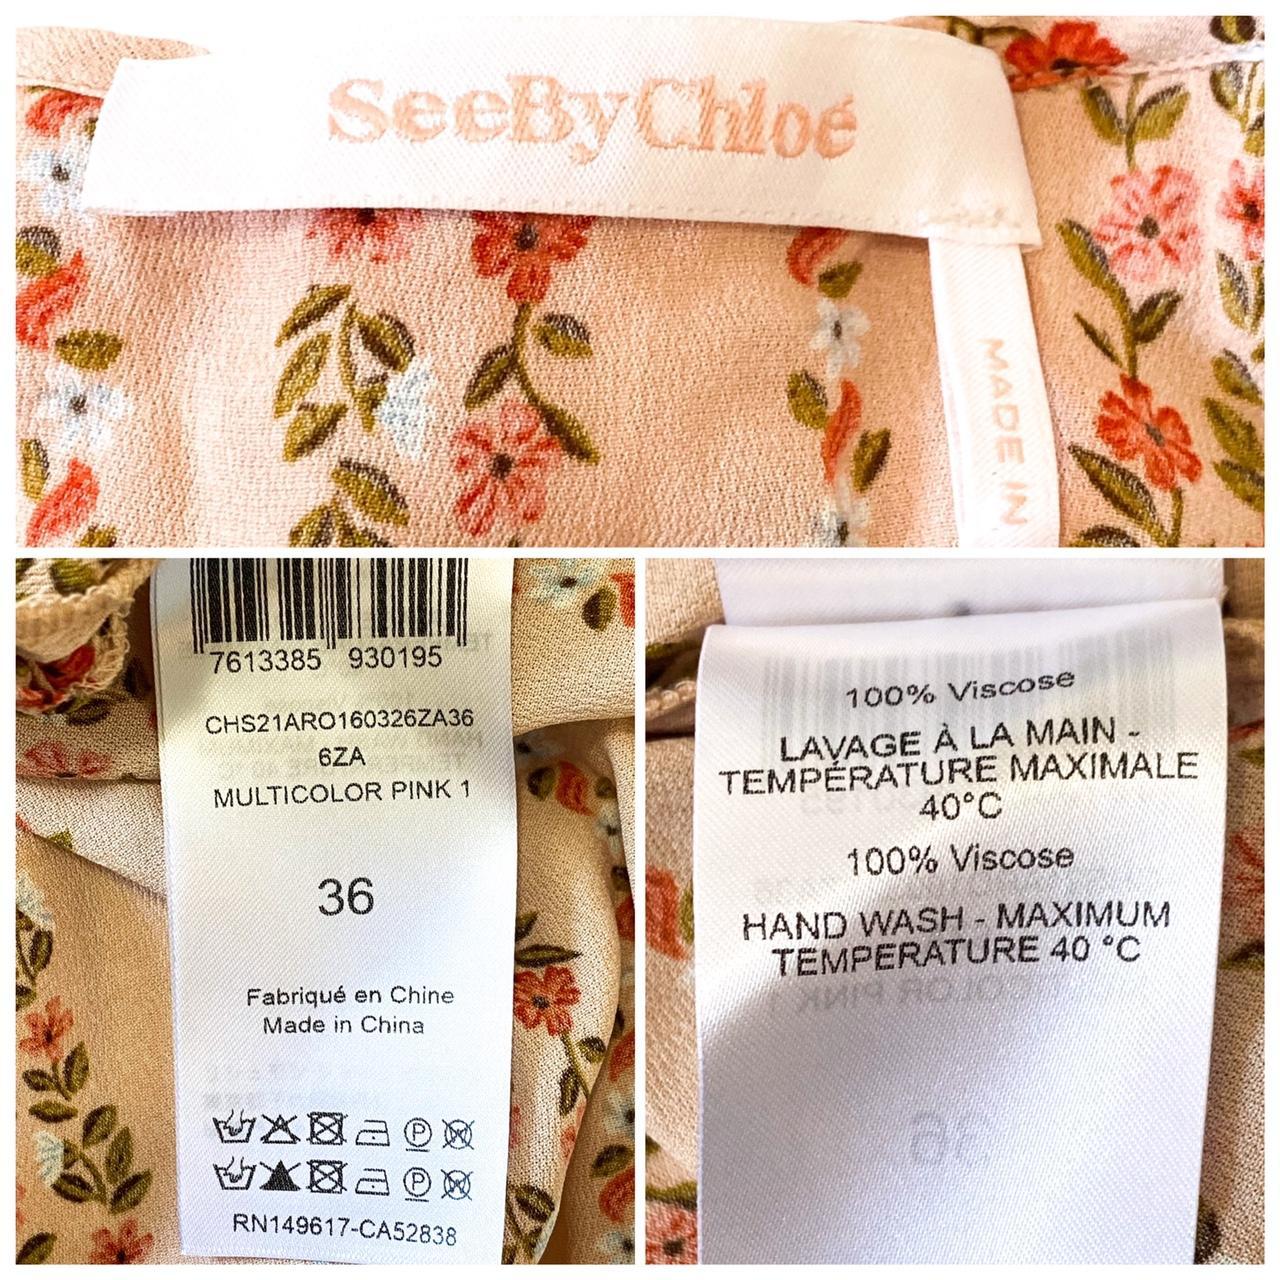 SeeByChloé
MADE IN
7613385 930195
CHS21ARO160326ZA36
6ZA
MULTICOLOR PINK 1
36
Fabriqué en Chine
Made in China
RN149617-CA52838
100% Viscose
LAVAGE À LA MAIN -
TEMPÉRATURE MAXIMALE
40°C
100% Viscose
HAND WASH - MAXIMUM
TEMPERATURE 40 °C